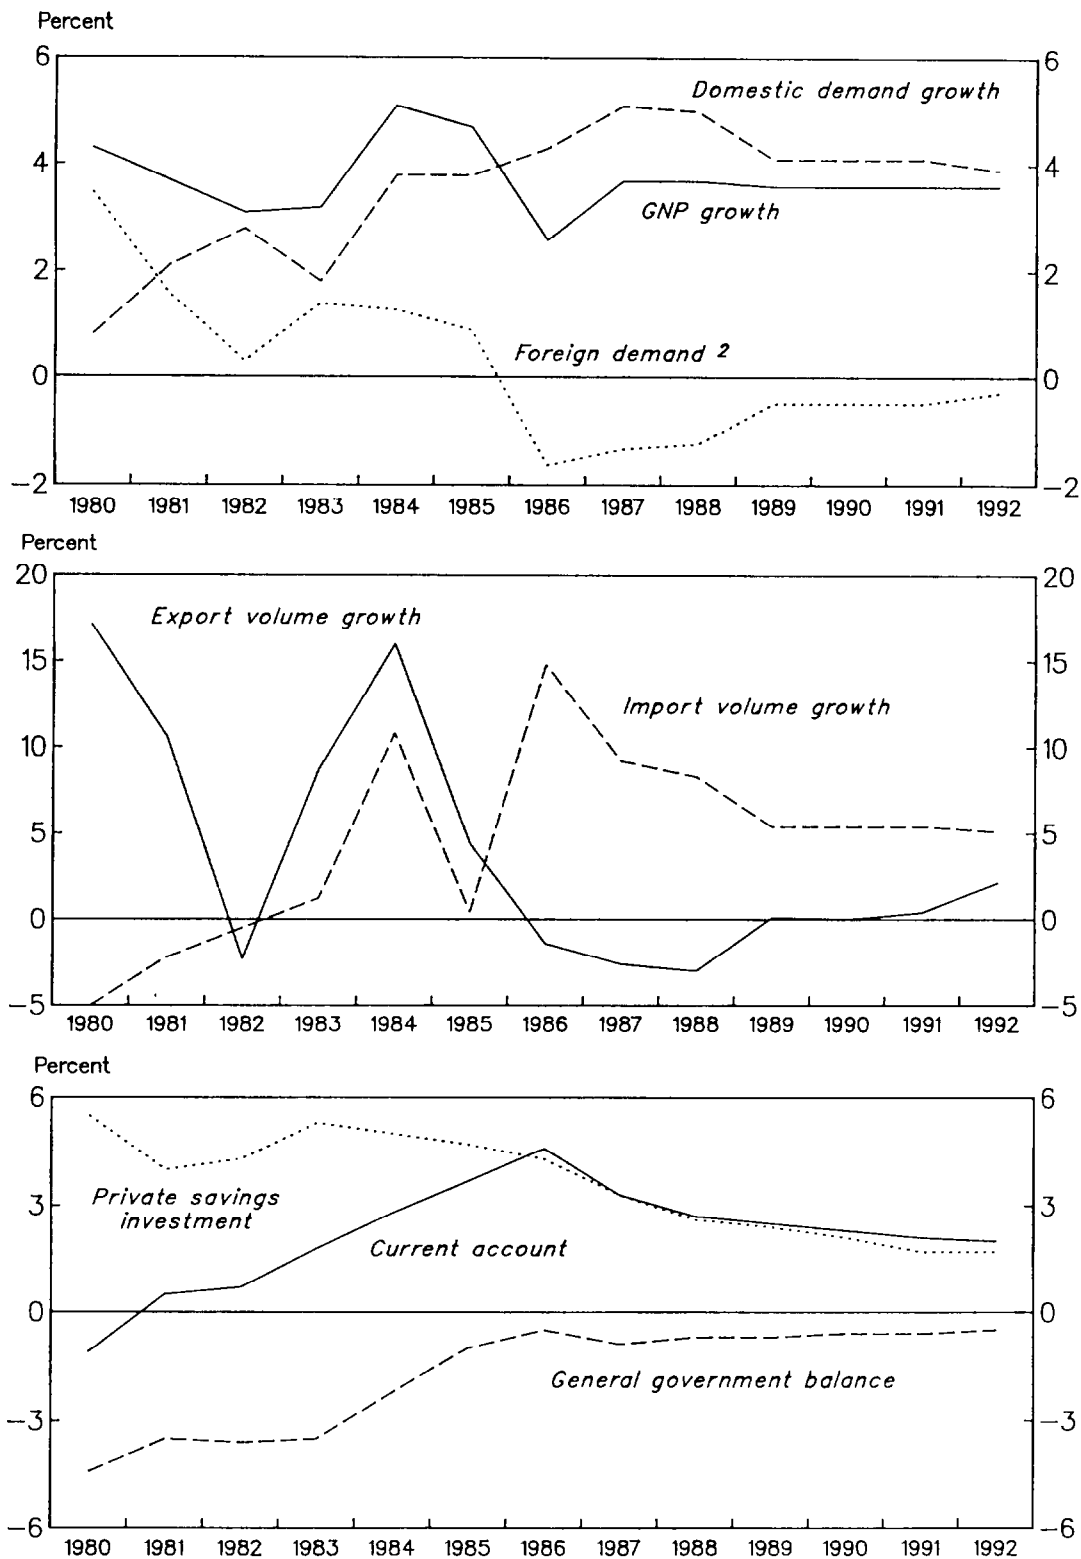 Percent
6 6
Domestic demand growth
4 4
GNP growth
2 2
Foreign demand 2
0 0
−2 −2
1980 1981 1982 1983 1984 1985 1986 1987 1988 1989 1990 1991 1992
Percent
20 20
Export volume growth
15 15
Import volume growth
10 10
5 5
0 0
−5 −5
1980 1981 1982 1983 1984 1985 1986 1987 1988 1989 1990 1991 1992
Percent
6 6
Private savings
investment
3 3
Current account
0 0
General government balance
−3 −3
−6 −6
1980 1981 1982 1983 1984 1985 1986 1987 1988 1989 1990 1991 1992